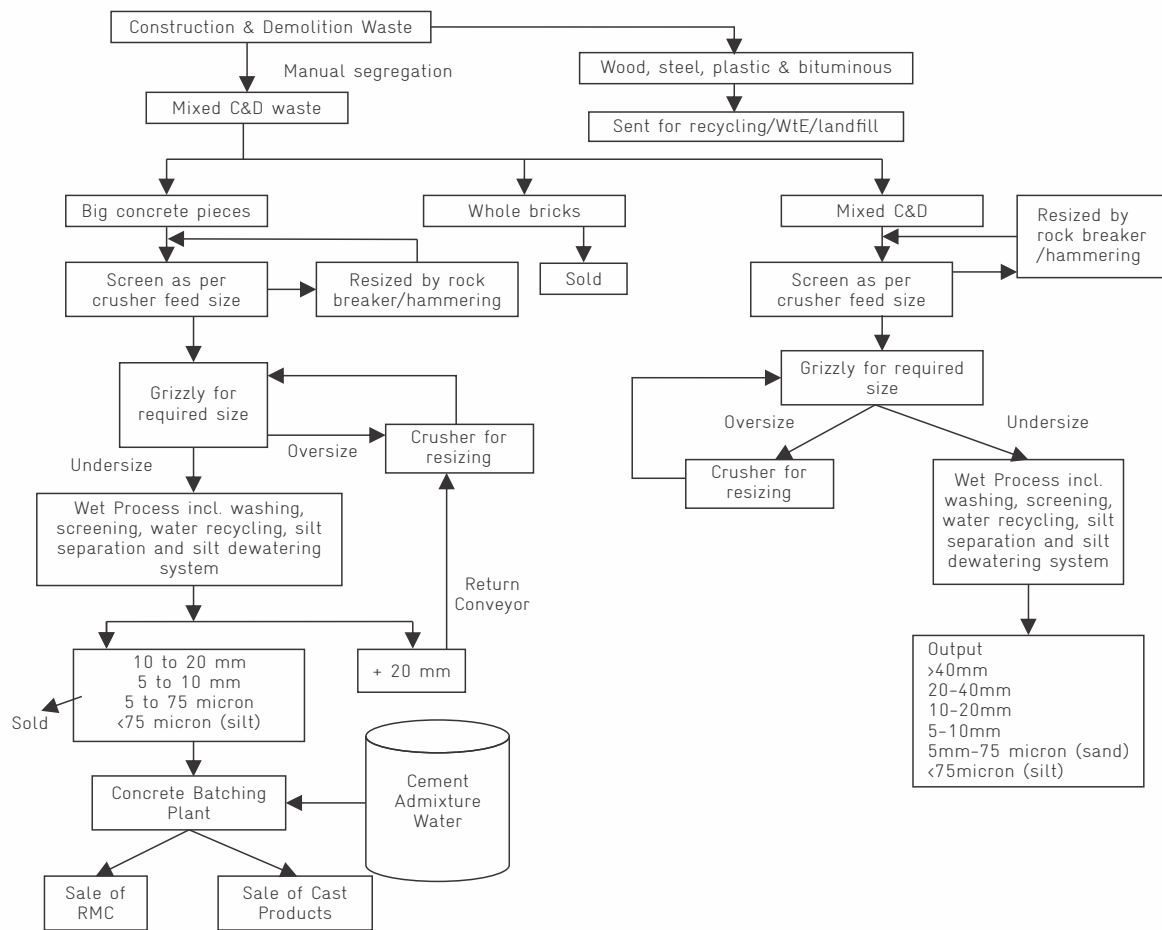 Construction & Demolition Waste
Manual segregation
Wood, steel, plastic & bituminous
Mixed C&D waste
Sent for recycling/WtE/landfill
Big concrete pieces
Whole bricks
Mixed C&D
Resized by
rock breaker
/hammering
Screen as per
crusher feed size
Resized by rock
breaker/hammering
Sold
Screen as per
crusher feed size
Grizzly for
required size
Oversize
Crusher for
resizing
Undersize
Grizzly for required
size
Oversize
Undersize
Crusher for
resizing
Wet Process incl. washing,
screening, water recycling, silt
separation and silt dewatering
system
Wet Process incl.
washing, screening,
water recycling, silt
separation and silt
dewatering system
Return
Conveyor
10 to 20 mm
5 to 10 mm
5 to 75 micron
<75 micron (silt)
+ 20 mm
Sold
Output
>40mm
20-40mm
10-20mm
5-10mm
5mm-75 micron (sand)
<75micron (silt)
Concrete Batching
Plant
Cement
Admixture
Water
Sale of
RMC
Sale of Cast
Products